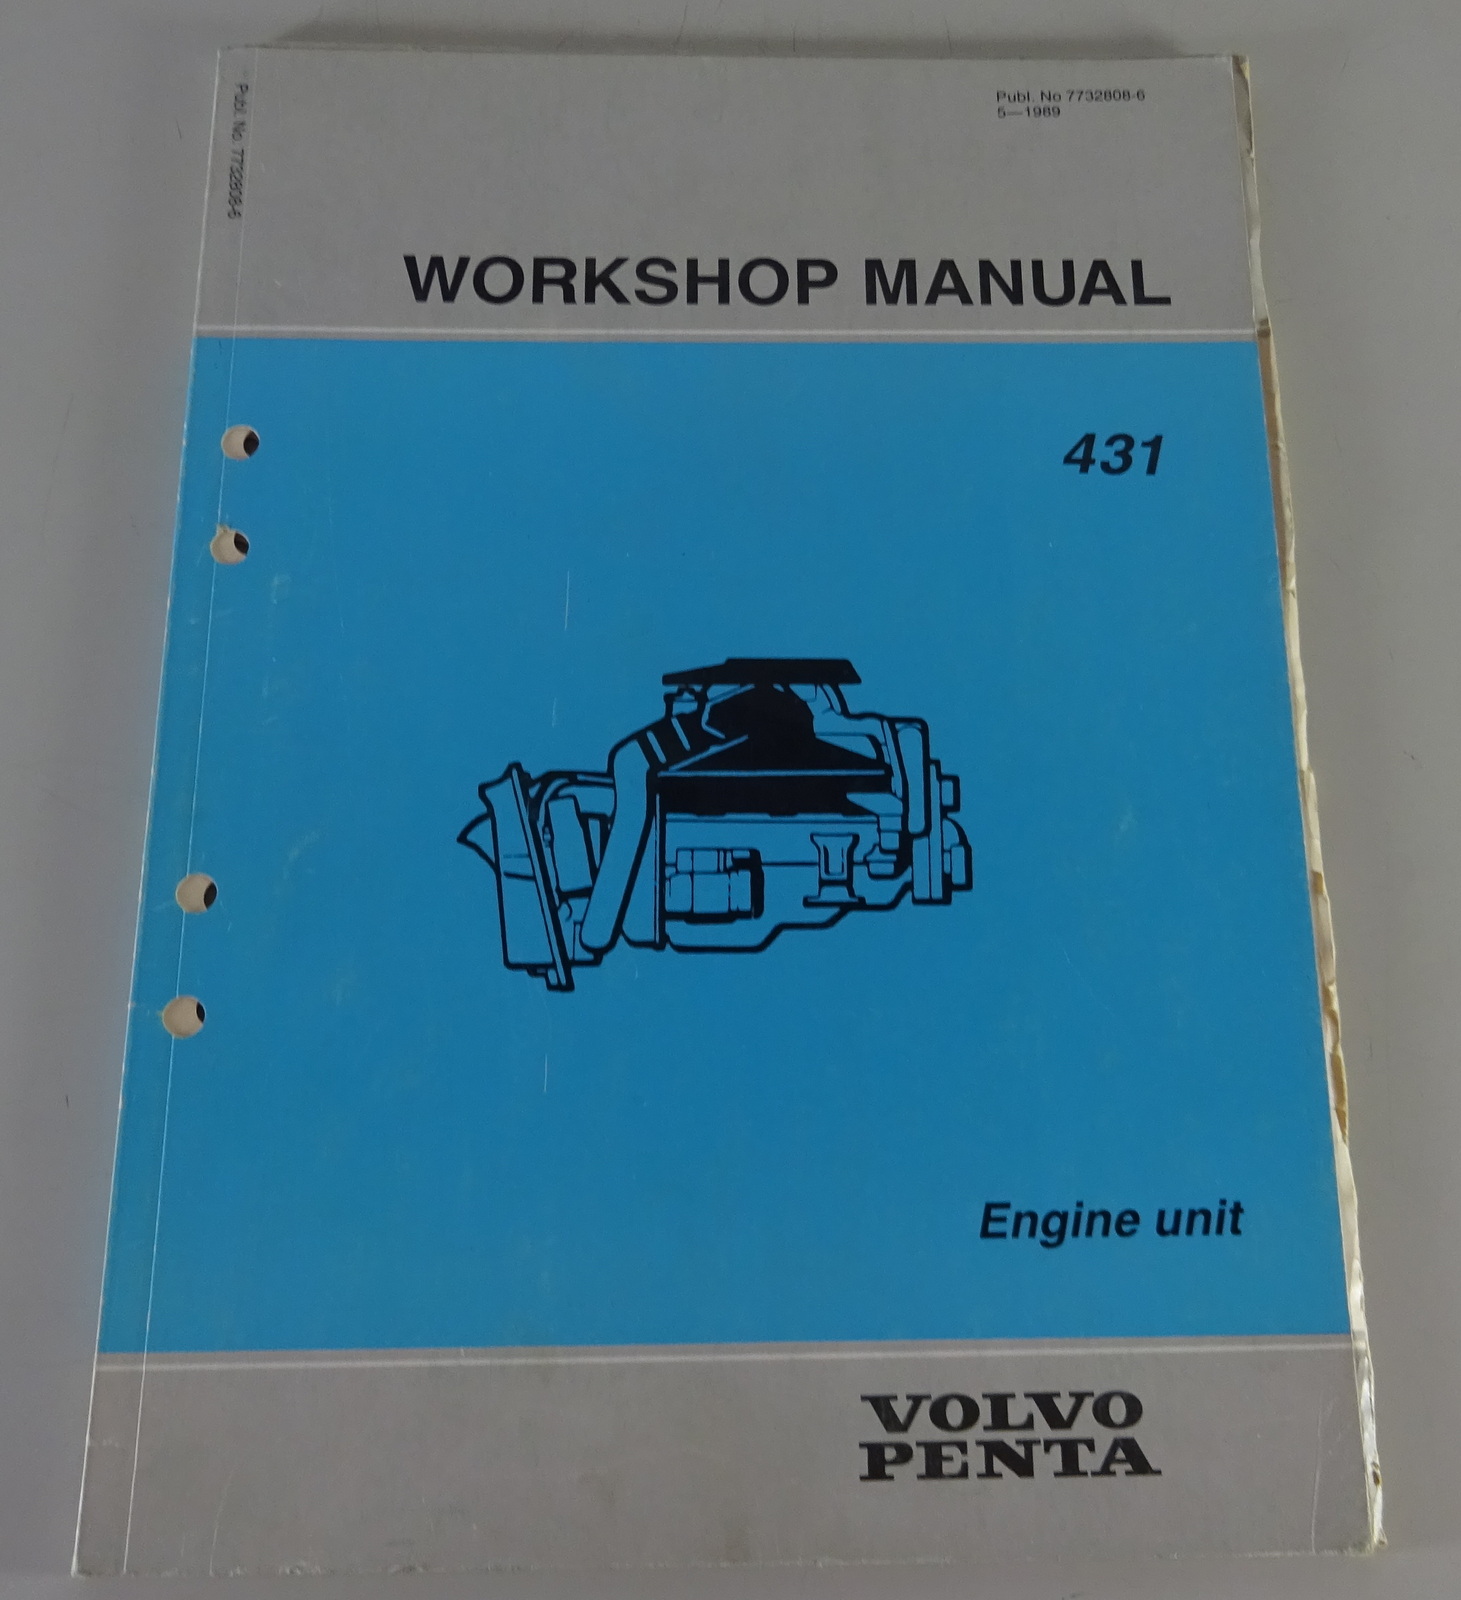 Publ. No 7732808-6
5—1989
Publ. No. 7732808-6
WORKSHOP MANUAL
431
Engine unit
VOLVO
PENTA